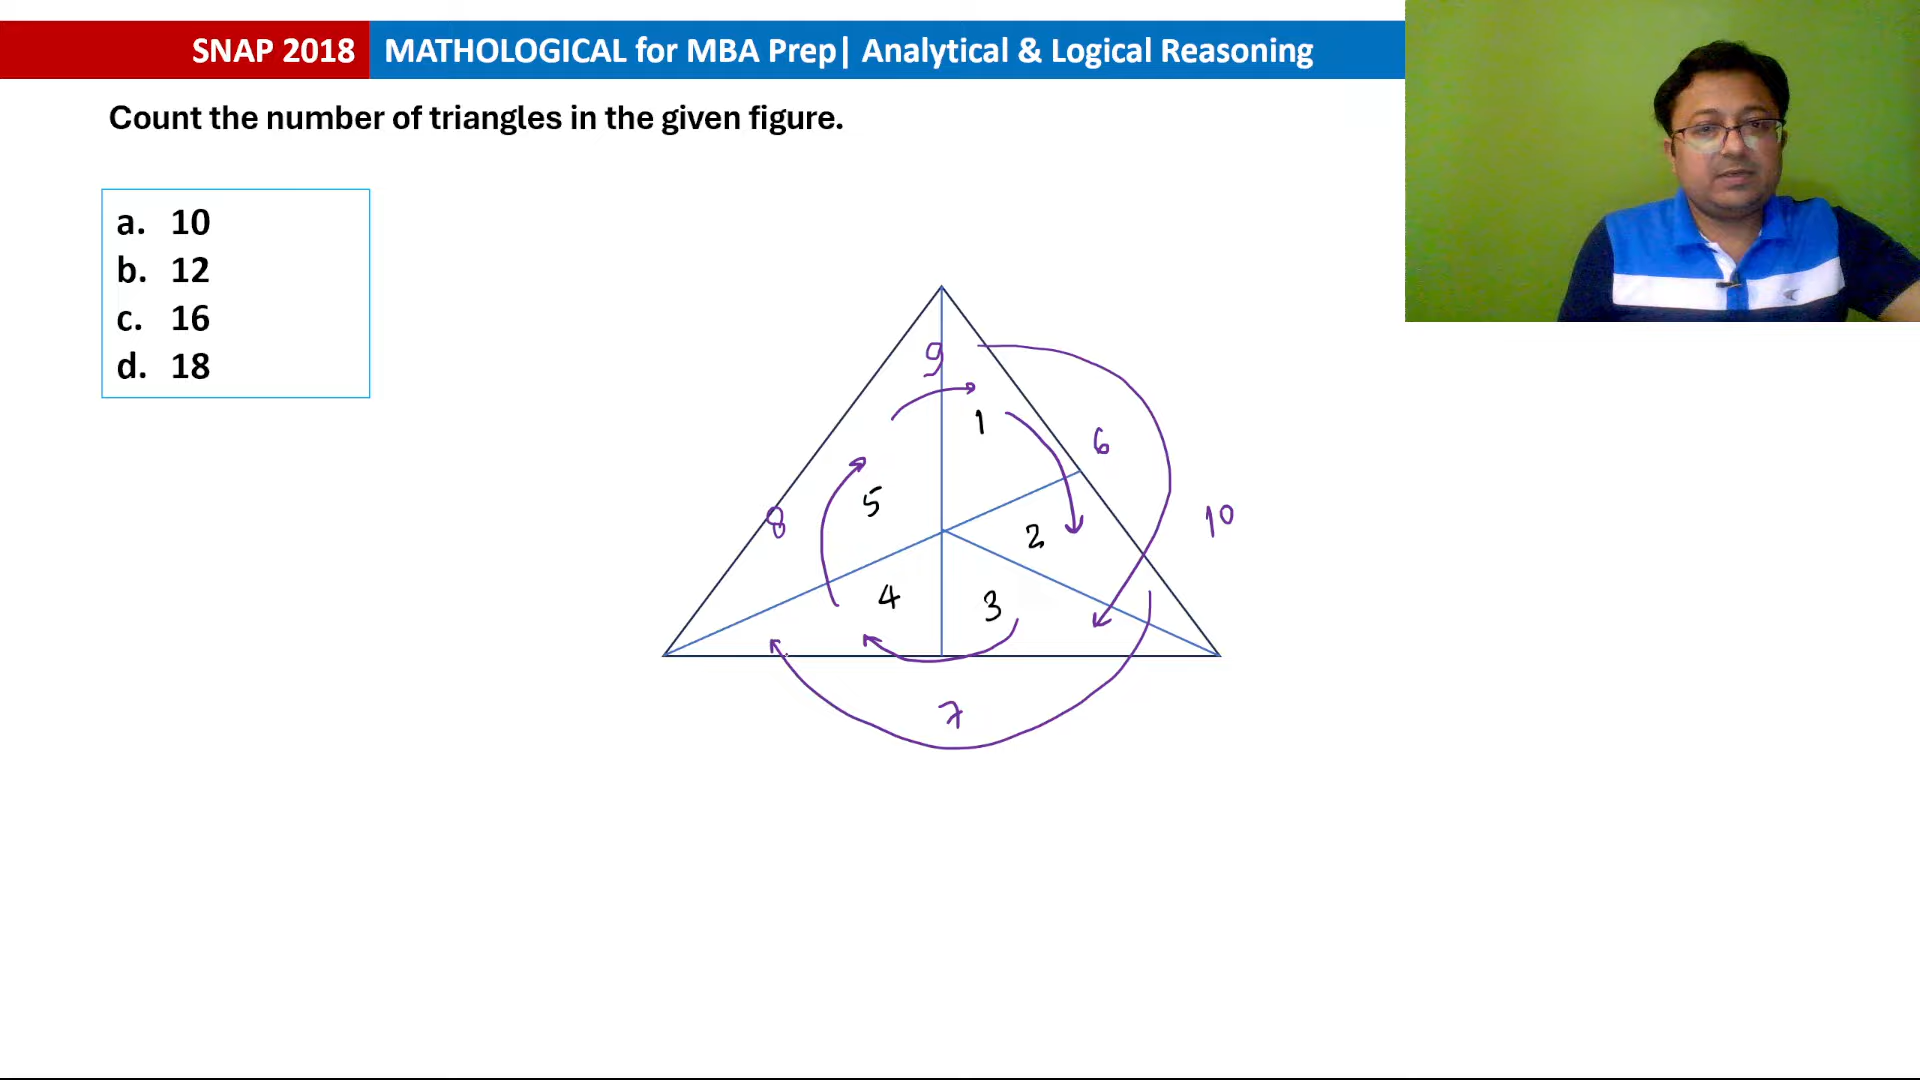 SNAP 2018 MATHOLOGICAL for MBA Prep| Analytical & Logical Reasoning
Count the number of triangles in the given figure.
a. 10
b. 12
c. 16
d. 18
9
1
6
5
8
10
2
4
3
7